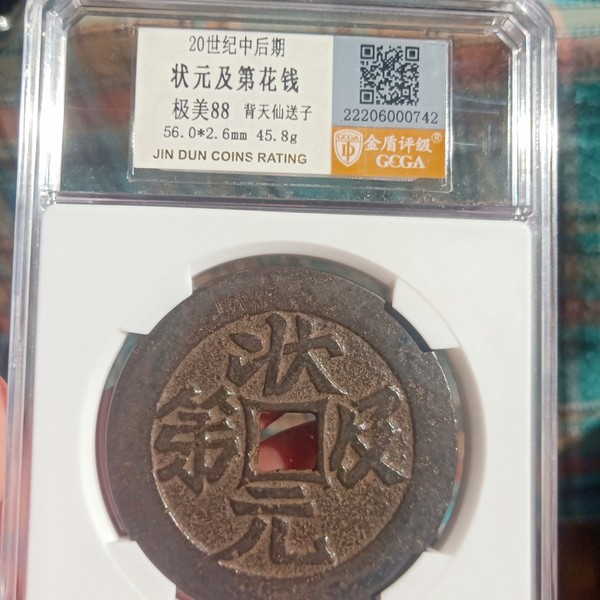 20世纪中后期
状元及第花钱
极美88 背天仙送子
56.0*2.6mm 45.8g
JIN DUN COINS RATING
22206000742
GCGA
金盾评级®
GCGA
状元及第